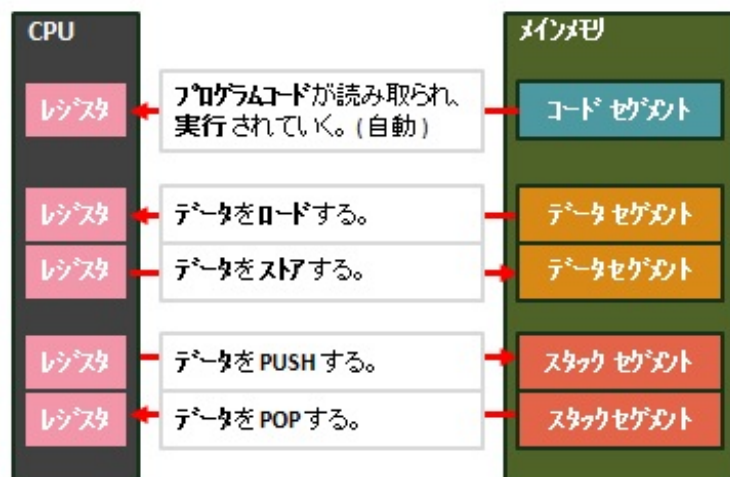 CPU
メインメモリ
レジスタ
プログラムコードが読み取られ、
実行されていく。(自動)
コード セグメント
レジスタ
データをロードする。
データ セグメント
レジスタ
データをストアする。
データセグメント
レジスタ
データをPUSHする。
スタック セグメント
レジスタ
データをPOPする。
スタックセグメント